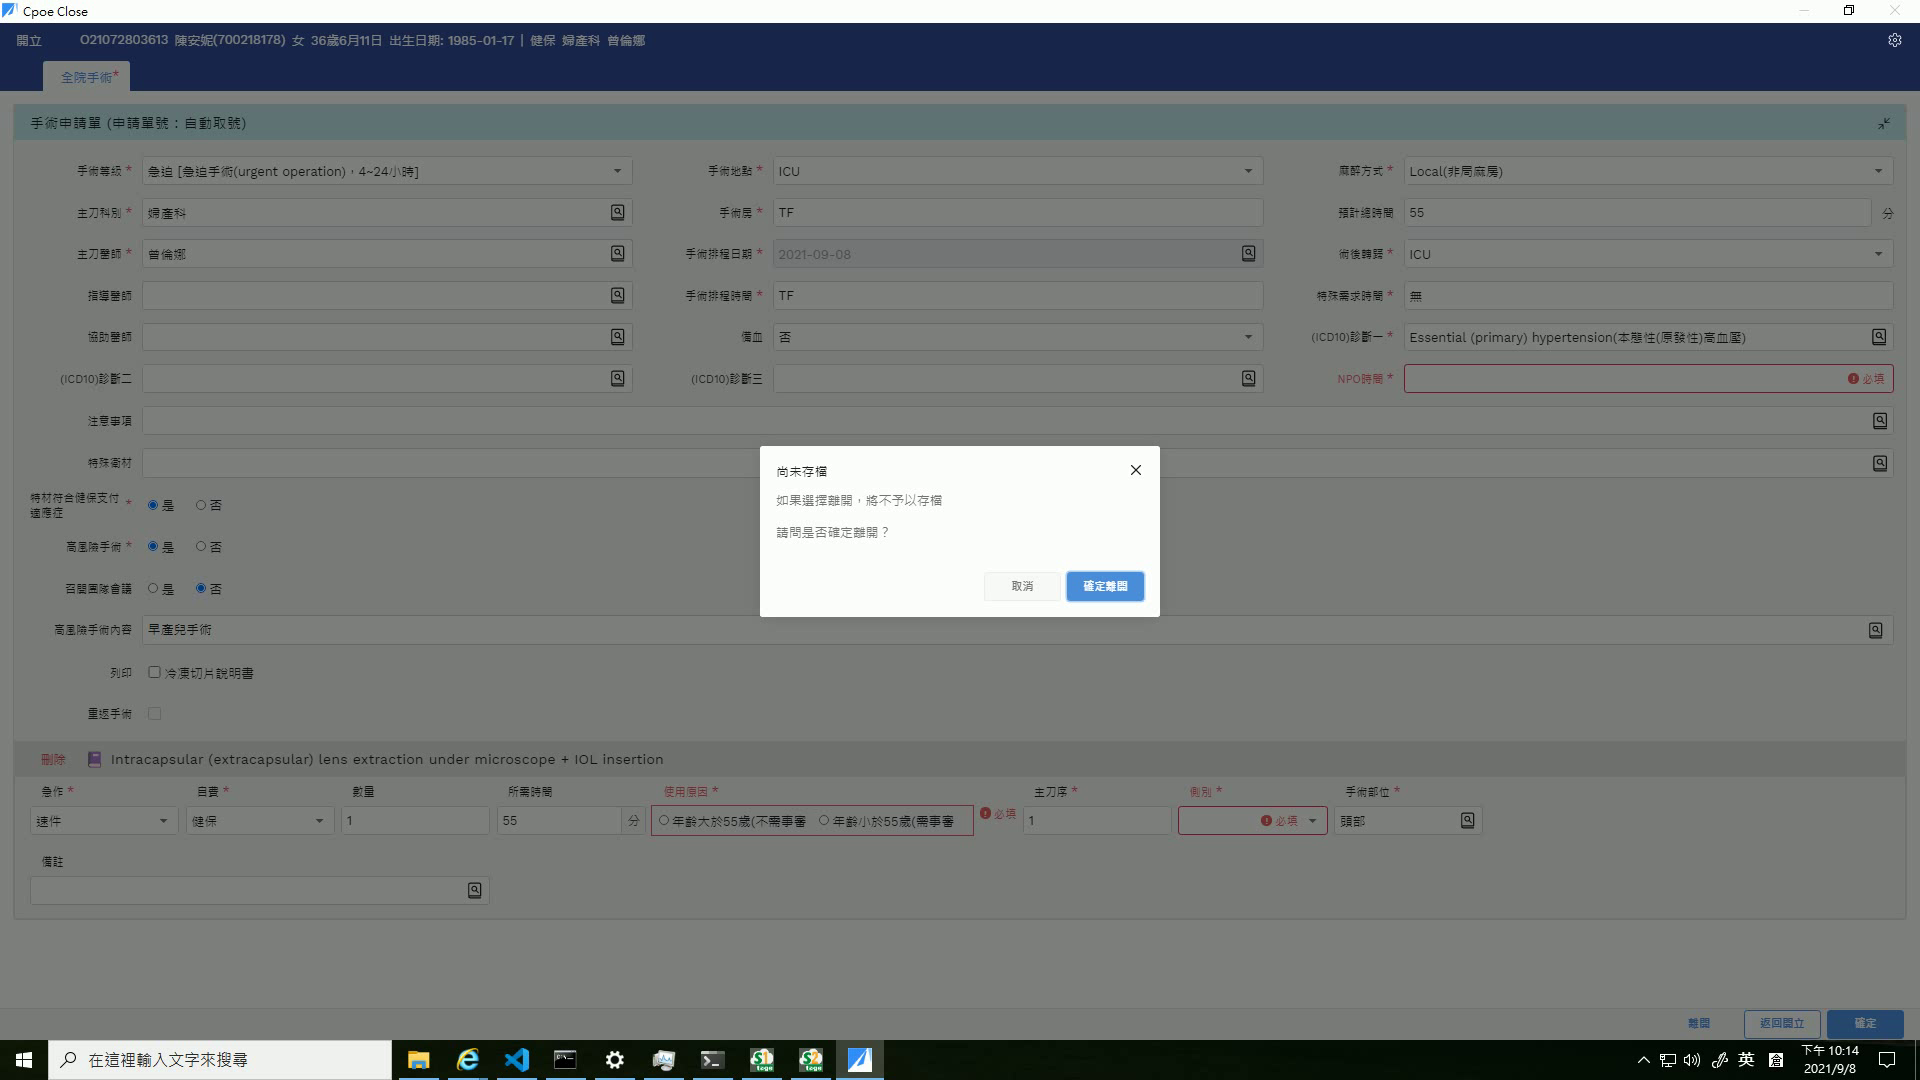 Cpoe Close
開立 O21072803613 陳安妮(700218178) 女 36歲6月11日 出生日期: 1985-01-17 | 健保 婦產科 曾倫娜
全院手術*
手術申請單 (申請單號：自動取號)
手術等級 * 急迫 [急迫手術(urgent operation)，4~24小時] 手術地點 * ICU 麻醉方式 * Local(非局麻房)
主刀科別 * 婦產科 手術房 * TF 預計總時間 55 分
主刀醫師 * 曾倫娜 手術排程日期 * 2021-09-08 術後轉歸 * ICU
指導醫師 手術排程時間 * TF 特殊需求時間 * 無
協助醫師 備血 否 (ICD10)診斷一 * Essential (primary) hypertension(本態性(原發性)高血壓)
(ICD10)診斷二 (ICD10)診斷三 NPO時間 * 必填
注意事項
特殊衛材
特材符合健保支付
適應症 * 是 否
高風險手術 * 是 否
召開團隊會議 是 否
高風險手術內容 早產兒手術
列印 冷凍切片說明書
重返手術
尚未存檔
如果選擇離開，將不予以存檔
請問是否確定離開？
取消 確定離開
刪除 Intracapsular (extracapsular) lens extraction under microscope + IOL insertion
急作 * 自費 * 數量 所需時間 使用原因 * 主刀序 * 側別 * 手術部位 *
速件 健保 1 55 分 年齡大於55歲(不需事審 年齡小於55歲(需事審 必填 1 必填 頭部
備註
離開 返回開立 確定
在這裡輸入文字來搜尋
S1 togo S2 togo
英 下午 10:14
2021/9/8